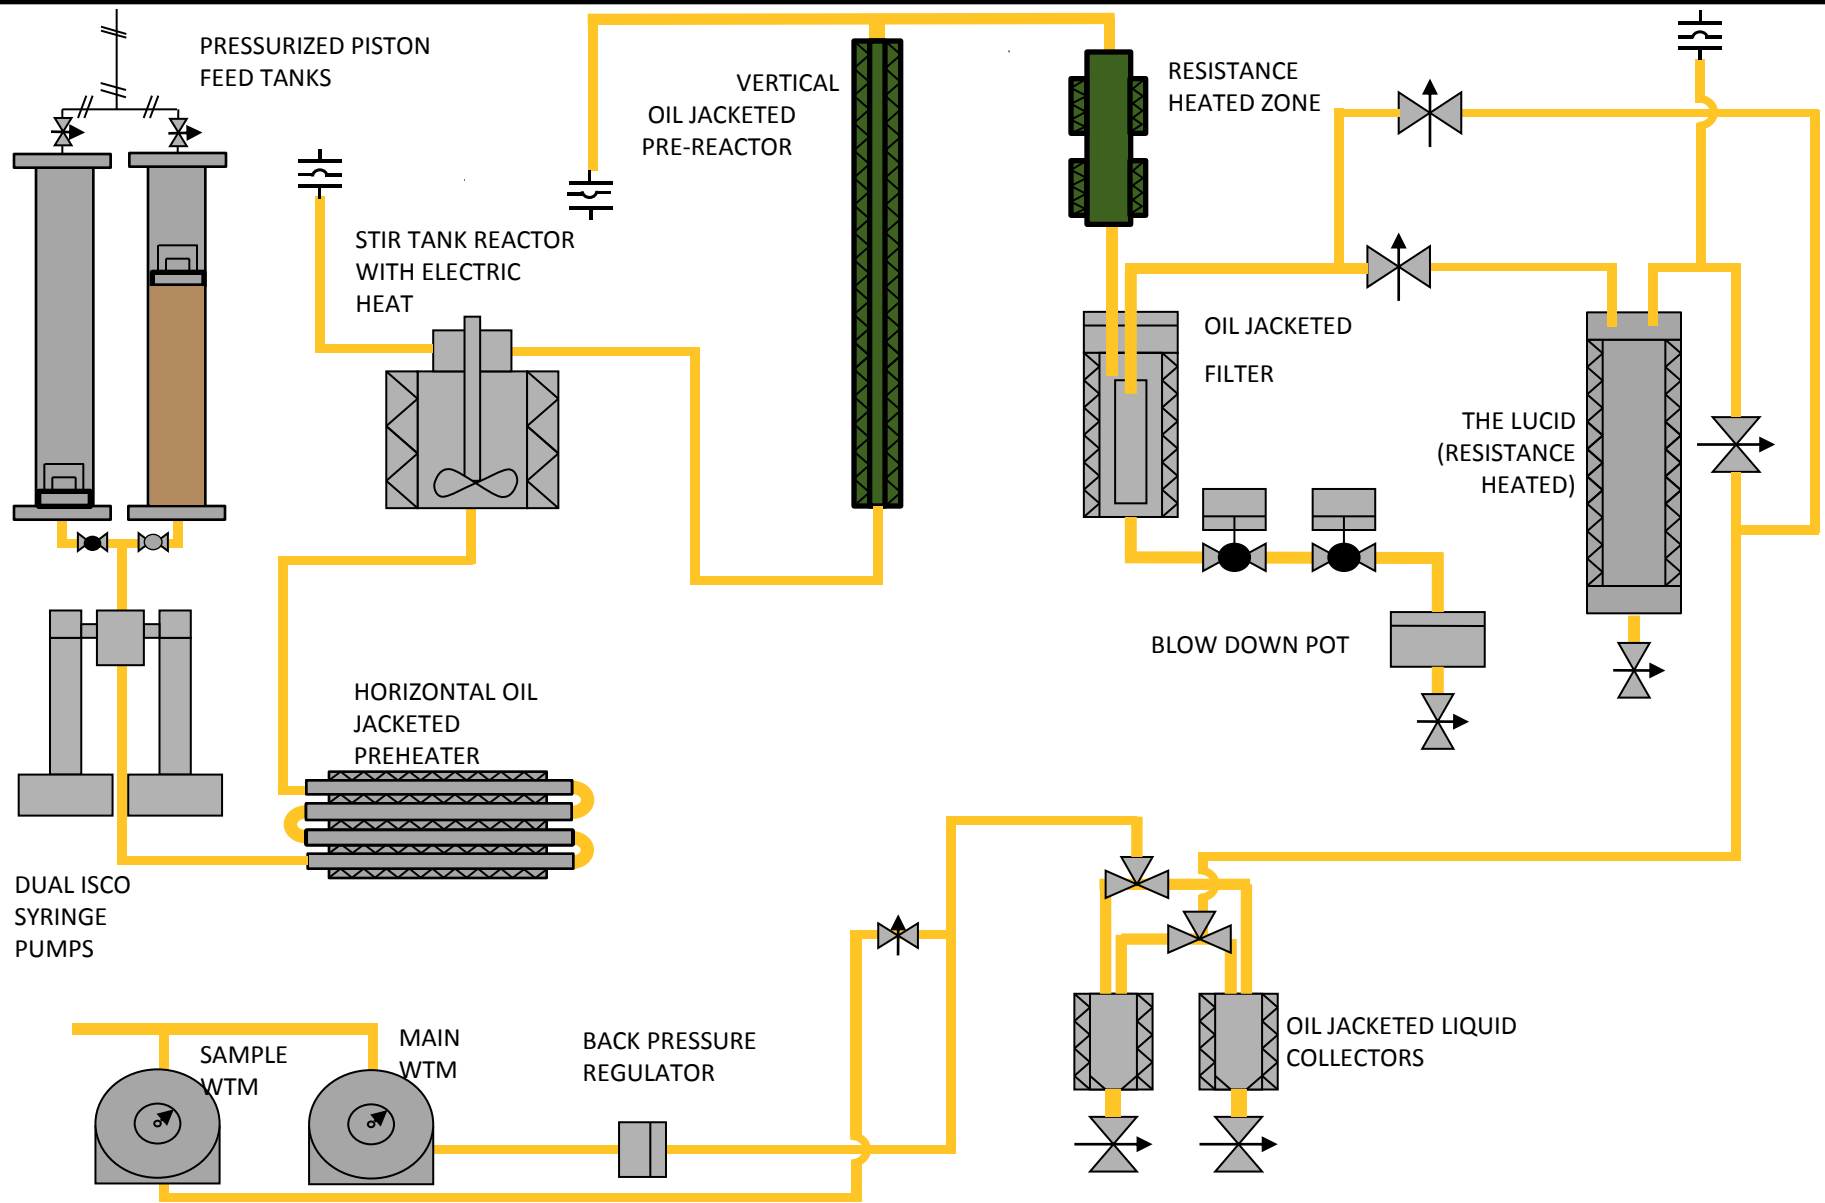 PRESSURIZED PISTON
FEED TANKS
VERTICAL
OIL JACKETED
PRE-REACTOR
RESISTANCE
HEATED ZONE
STIR TANK REACTOR
WITH ELECTRIC
HEAT
OIL JACKETED
FILTER
THE LUCID
(RESISTANCE
HEATED)
BLOW DOWN POT
HORIZONTAL OIL
JACKETED
PREHEATER
DUAL ISCO
SYRINGE
PUMPS
SAMPLE
WTM
MAIN
WTM
BACK PRESSURE
REGULATOR
OIL JACKETED LIQUID
COLLECTORS